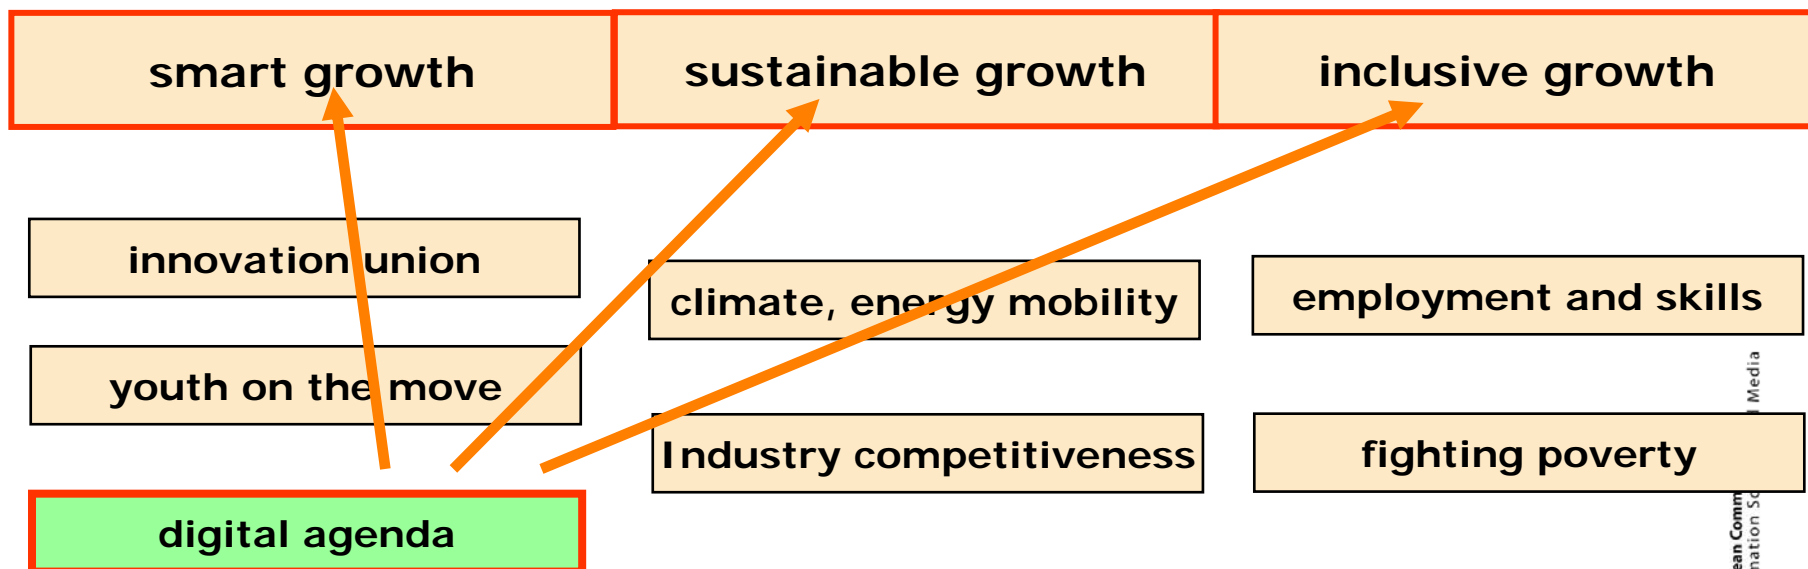 smart growth
sustainable growth
inclusive growth
innovation union
climate, energy mobility
employment and skills
youth on the move
Industry competitiveness
fighting poverty
digital agenda
Media